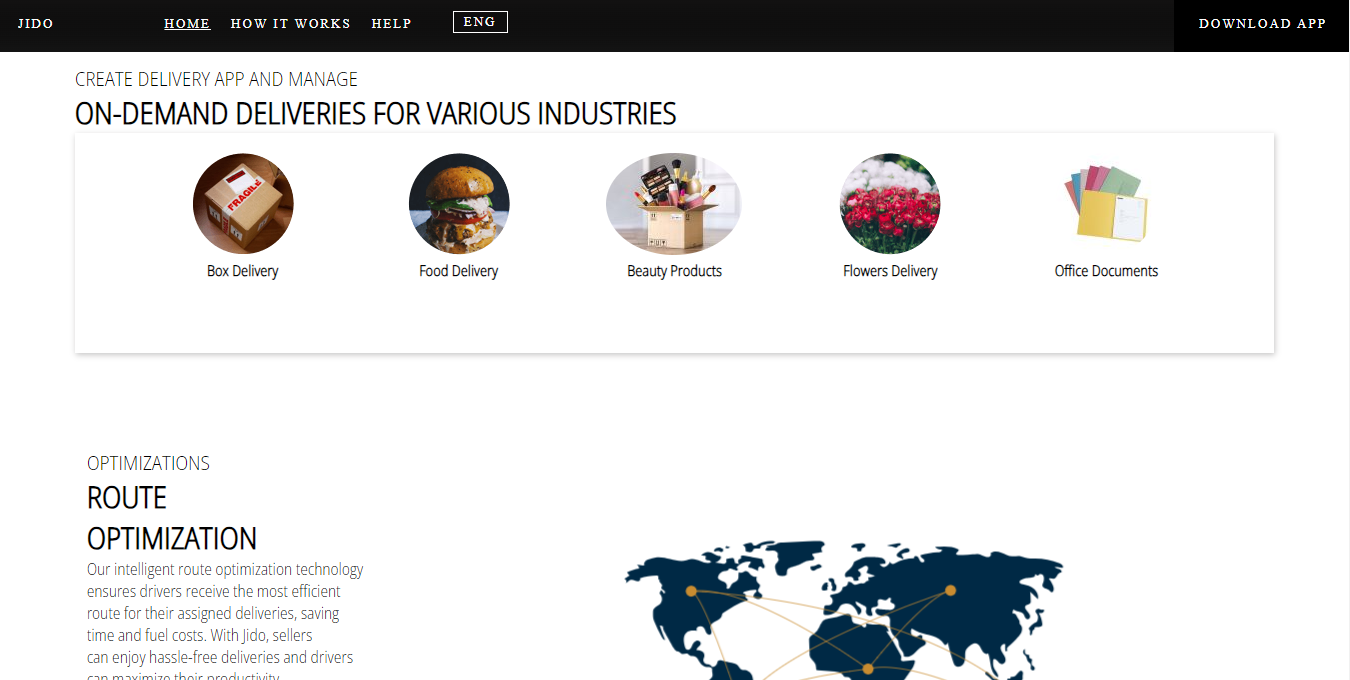 JIDO
HOME
HOW IT WORKS
HELP
ENG
DOWNLOAD APP
CREATE DELIVERY APP AND MANAGE
ON-DEMAND DELIVERIES FOR VARIOUS INDUSTRIES
FRAGILE
Box Delivery
Food Delivery
Beauty Products
Flowers Delivery
Office Documents
OPTIMIZATIONS
ROUTE
OPTIMIZATION
Our intelligent route optimization technology
ensures drivers receive the most efficient
route for their assigned deliveries, saving
time and fuel costs. With Jido, sellers
can enjoy hassle-free deliveries and drivers
can maximize their productivity.